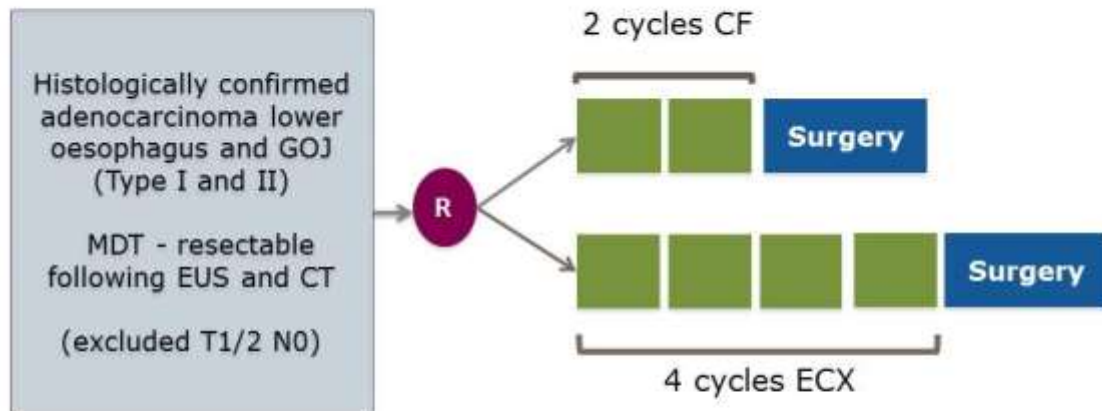 Histologically confirmed
adenocarcinoma lower
oesophagus and GOJ
(Type I and II)
MDT - resectable
following EUS and CT
(excluded T1/2 N0)
R
2 cycles CF
Surgery
Surgery
4 cycles ECX